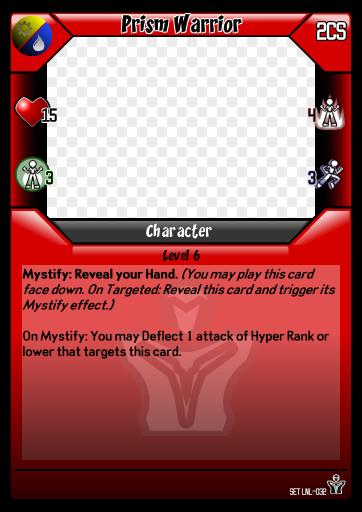 Prism Warrior
2CS
15
4
3
3
Character
Level 6
Mystify: Reveal your Hand. (You may play this card
face down. On Targeted: Reveal this card and trigger its
Mystify effect.)
On Mystify: You may Deflect 1 attack of Hyper Rank or
lower that targets this card.
SET LNL-032